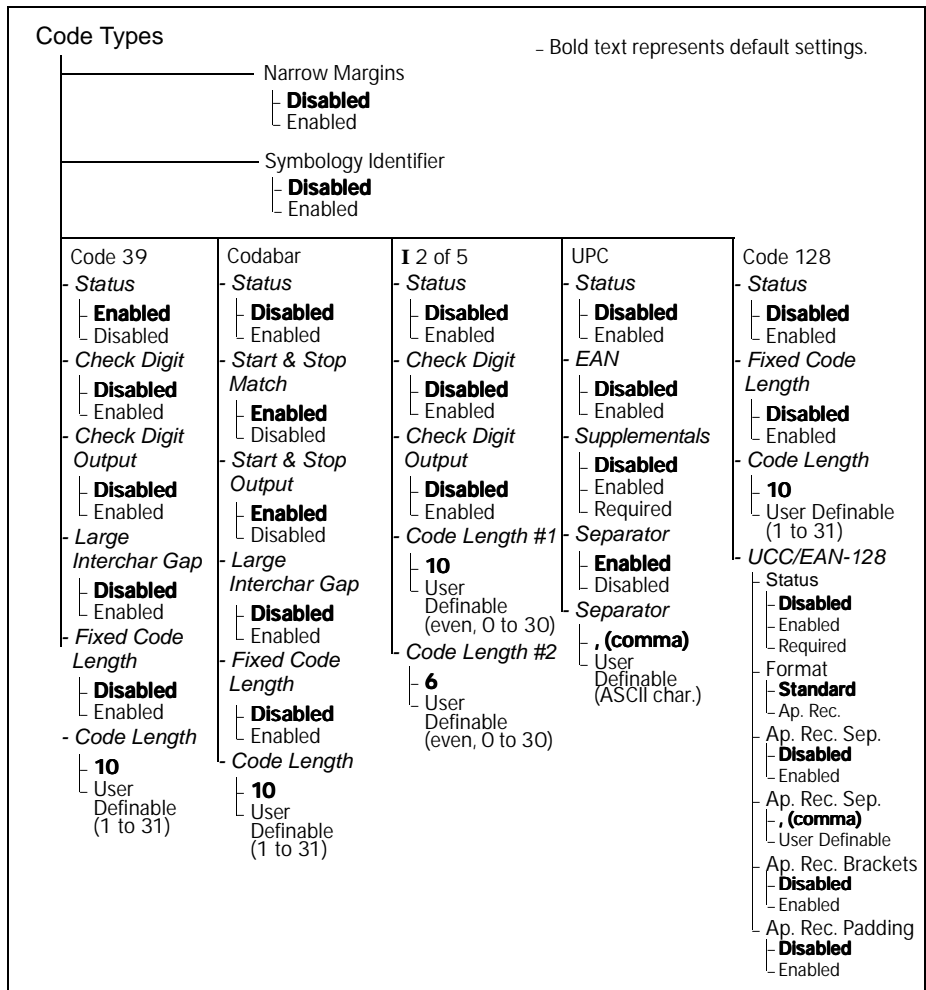 Code Types
– Bold text represents default settings.
Narrow Margins
– Disabled
– Enabled
Symbology Identifier
– Disabled
– Enabled
Code 39
- Status
– Enabled
– Disabled
- Check Digit
– Disabled
– Enabled
- Check Digit
Output
– Disabled
– Enabled
- Large
Interchar Gap
– Disabled
– Enabled
- Fixed Code
Length
– Disabled
– Enabled
- Code Length
– 10
– User
Definable
(1 to 31)
Codabar
- Status
– Disabled
– Enabled
- Start & Stop
Match
– Enabled
– Disabled
- Start & Stop
Output
– Enabled
– Disabled
- Large
Interchar Gap
– Disabled
– Enabled
- Fixed Code
Length
– Disabled
– Enabled
- Code Length
– 10
– User
Definable
(1 to 31)
I 2 of 5
- Status
– Disabled
– Enabled
- Check Digit
– Disabled
– Enabled
- Check Digit
Output
– Disabled
– Enabled
- Code Length #1
– 10
– User
Definable
(even, 0 to 30)
- Code Length #2
– 6
– User
Definable
(even, 0 to 30)
UPC
- Status
– Disabled
– Enabled
- EAN
– Disabled
– Enabled
- Supplementals
– Disabled
– Enabled
– Required
- Separator
– Enabled
– Disabled
- Separator
– , (comma)
– User
Definable
(ASCII char.)
Code 128
- Status
– Disabled
– Enabled
- Fixed Code
Length
– Disabled
– Enabled
- Code Length
– 10
– User Definable
(1 to 31)
- UCC/EAN-128
– Status
– Disabled
– Enabled
– Required
– Format
– Standard
– Ap. Rec.
– Ap. Rec. Sep.
– Disabled
– Enabled
– Ap. Rec. Sep.
– , (comma)
– User Definable
– Ap. Rec. Brackets
– Disabled
– Enabled
– Ap. Rec. Padding
– Disabled
– Enabled